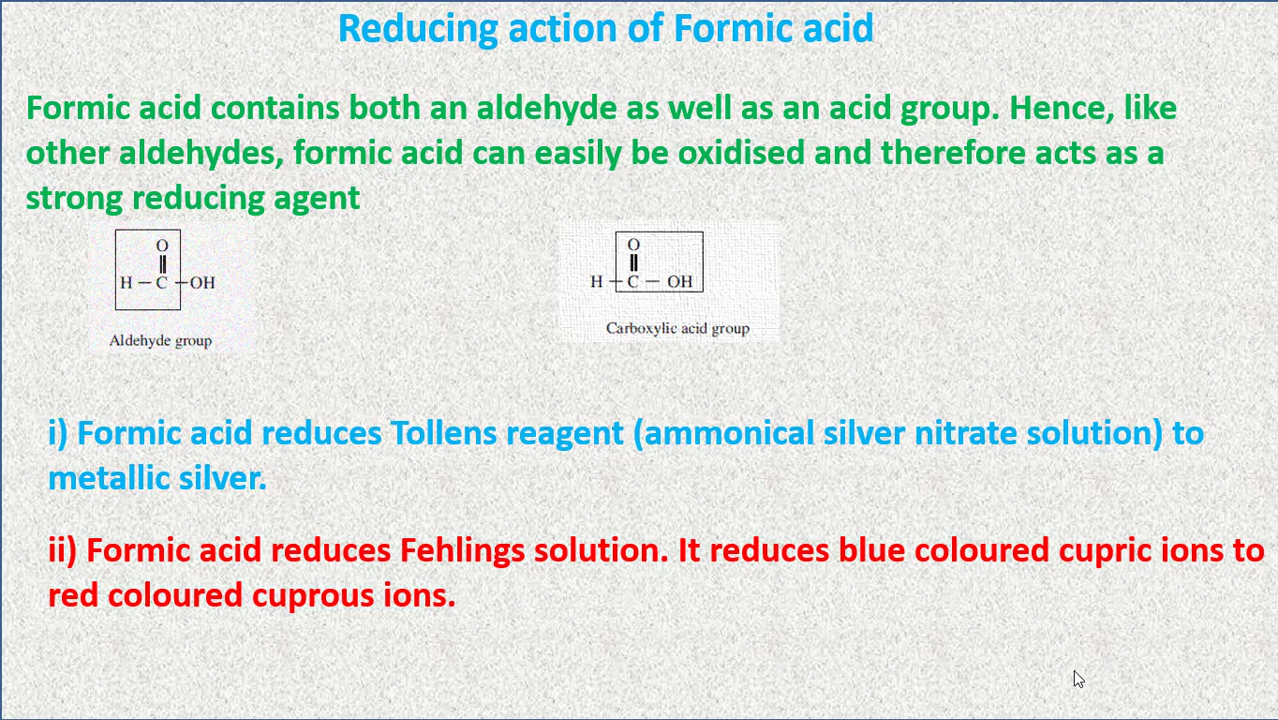 Reducing action of Formic acid
Formic acid contains both an aldehyde as well as an acid group. Hence, like
other aldehydes, formic acid can easily be oxidised and therefore acts as a
strong reducing agent
O
H – C – OH
Aldehyde group
O
H – C – OH
Carboxylic acid group
i) Formic acid reduces Tollens reagent (ammonical silver nitrate solution) to
metallic silver.
ii) Formic acid reduces Fehlings solution. It reduces blue coloured cupric ions to
red coloured cuprous ions.